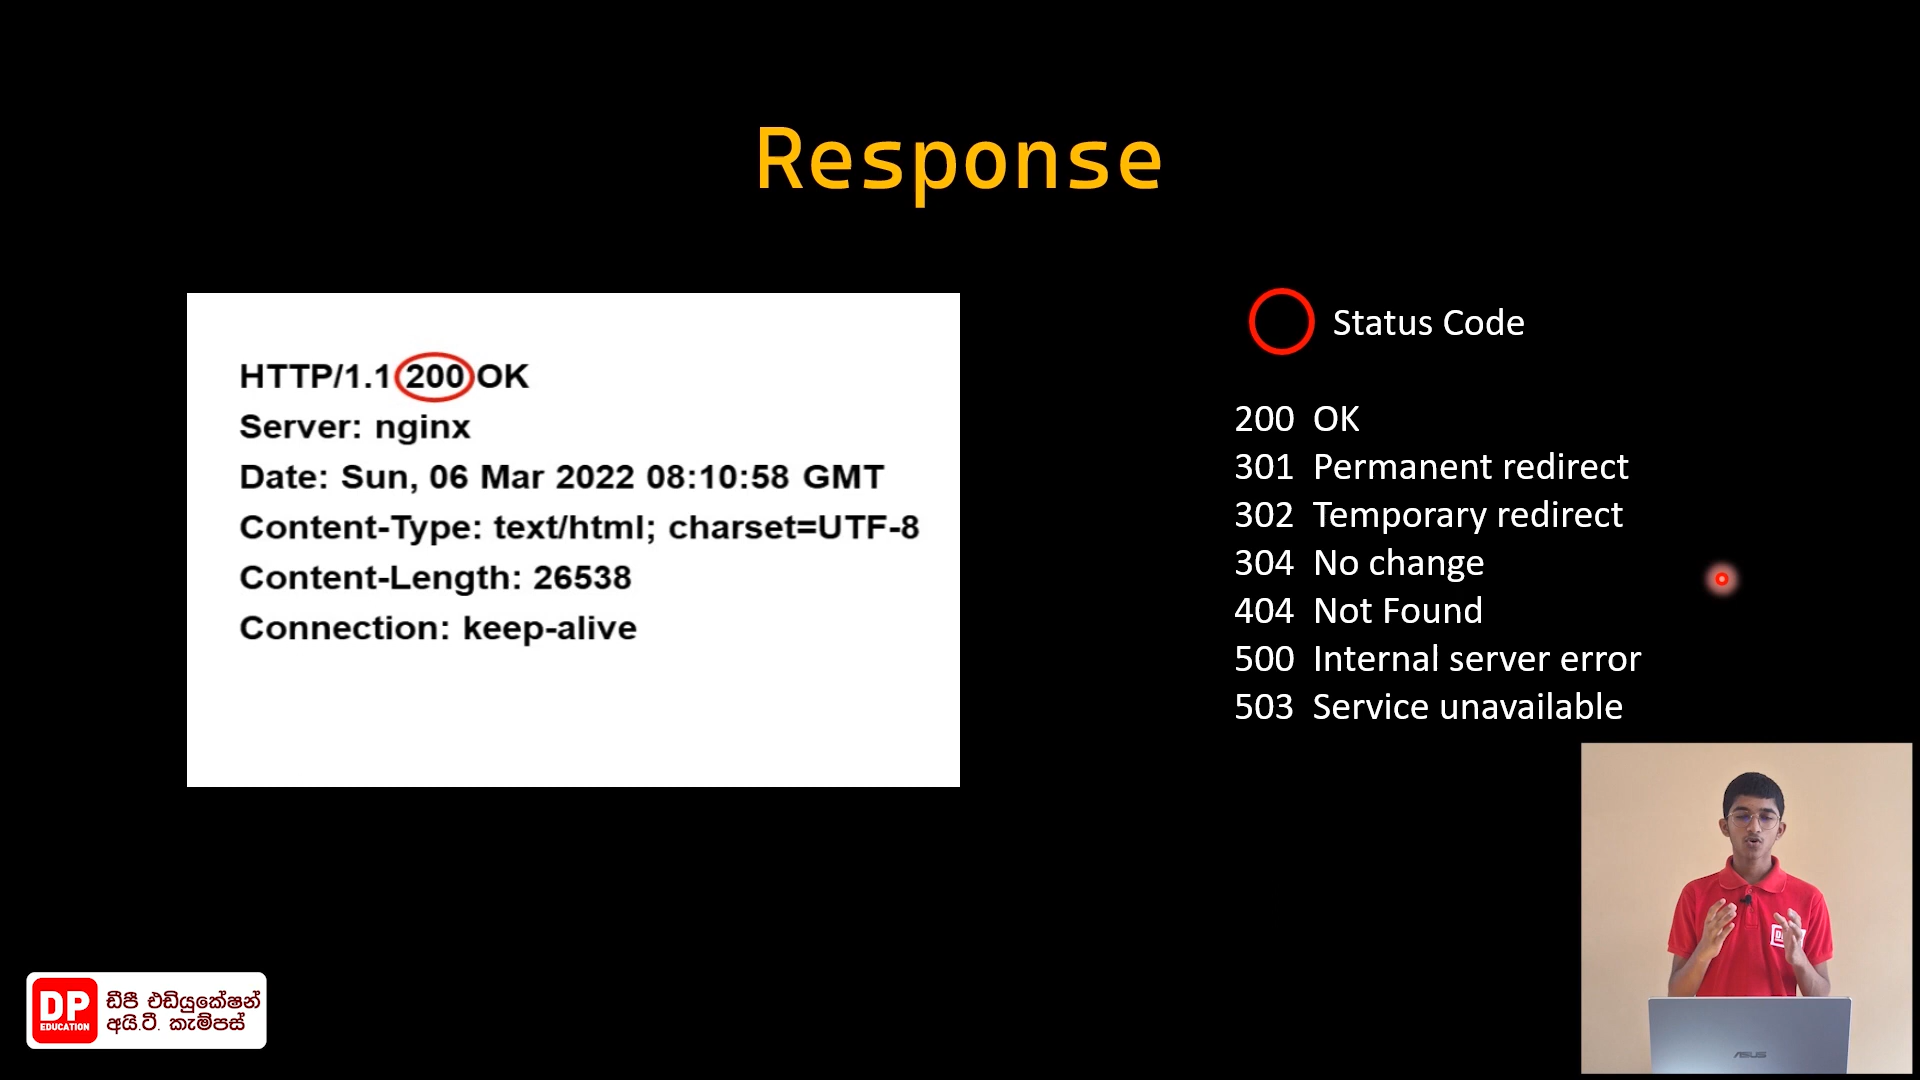 Response
HTTP/1.1 200 OK
Server: nginx
Date: Sun, 06 Mar 2022 08:10:58 GMT
Content-Type: text/html; charset=UTF-8
Content-Length: 26538
Connection: keep-alive
Status Code
200 OK
301 Permanent redirect
302 Temporary redirect
304 No change
404 Not Found
500 Internal server error
503 Service unavailable
DP
EDUCATION
ඩීපී එඩියුකේෂන්
අයි.ටී. කැම්පස්
ASUS